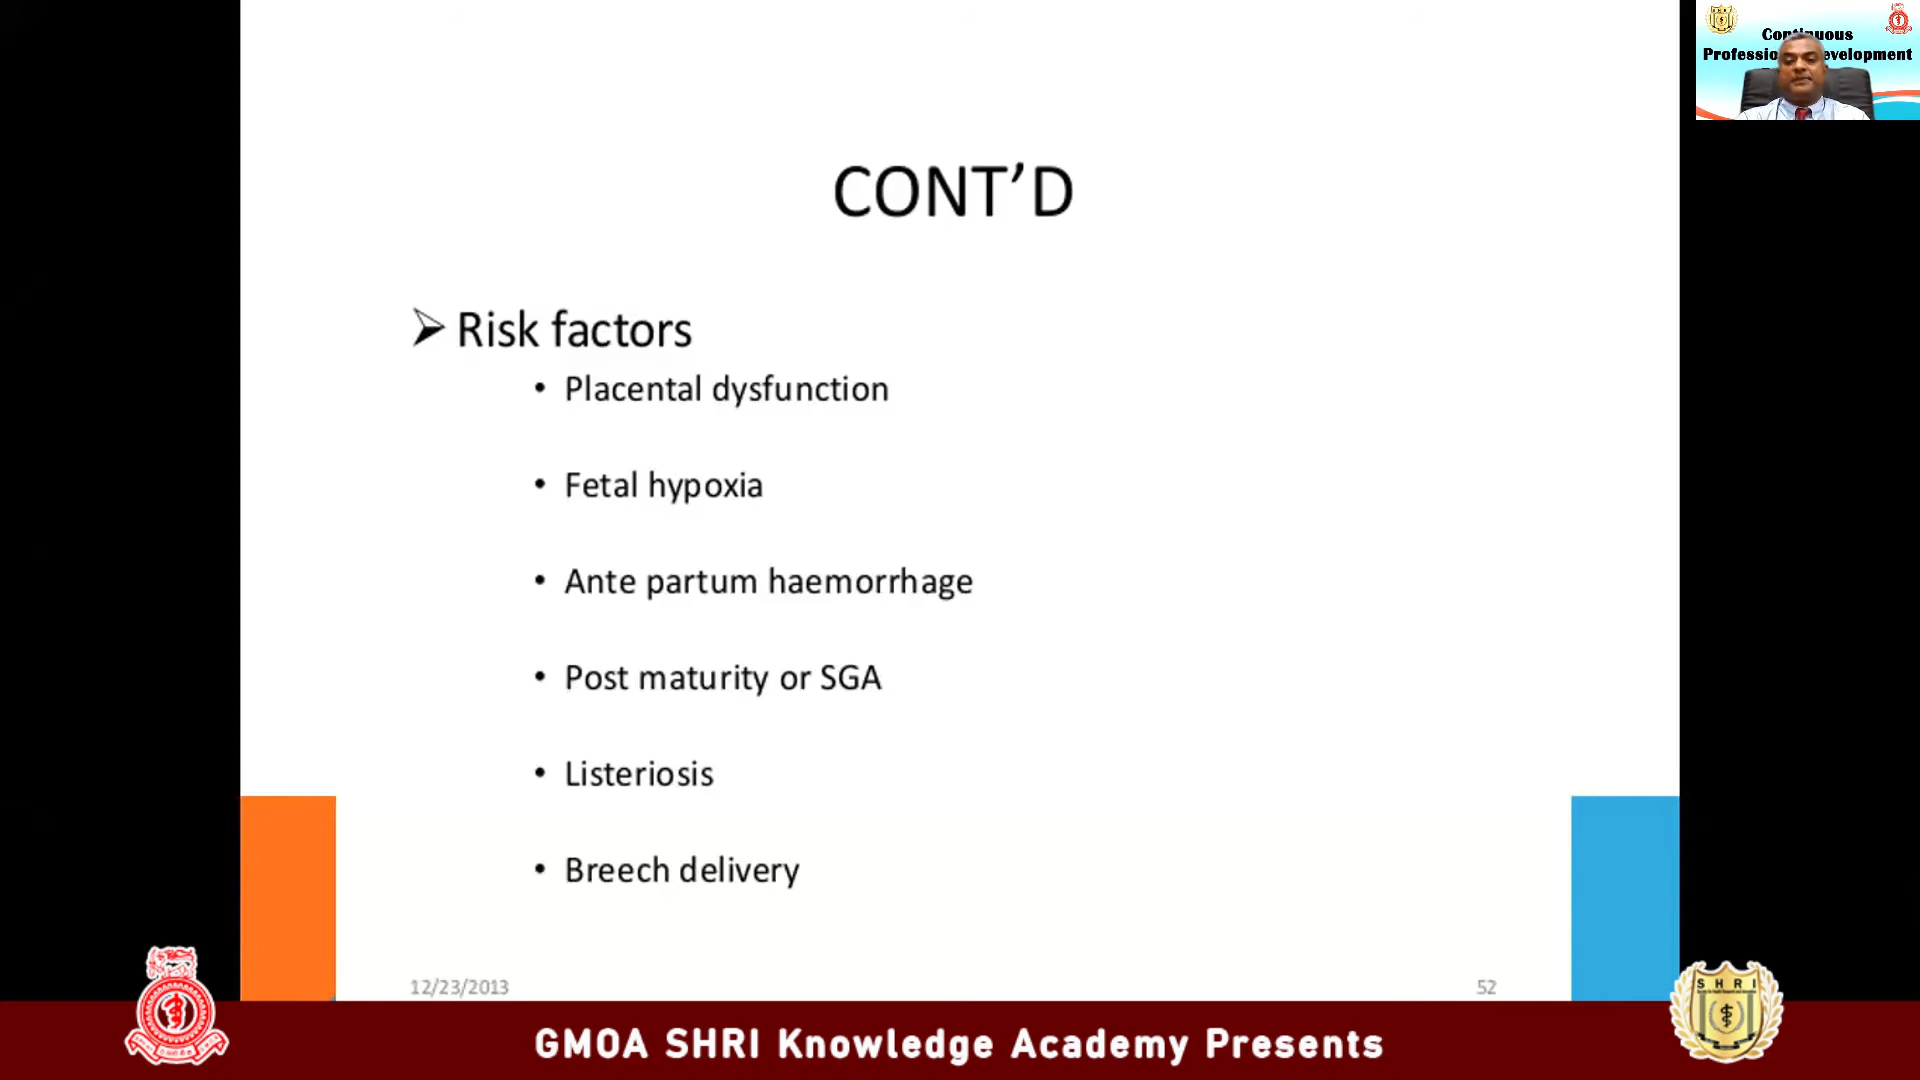 Continuous
Professional Development
CONT’D
➢ Risk factors
• Placental dysfunction
• Fetal hypoxia
• Ante partum haemorrhage
• Post maturity or SGA
• Listeriosis
• Breech delivery
12/23/2013
52
SHRI
GMOA SHRI Knowledge Academy Presents